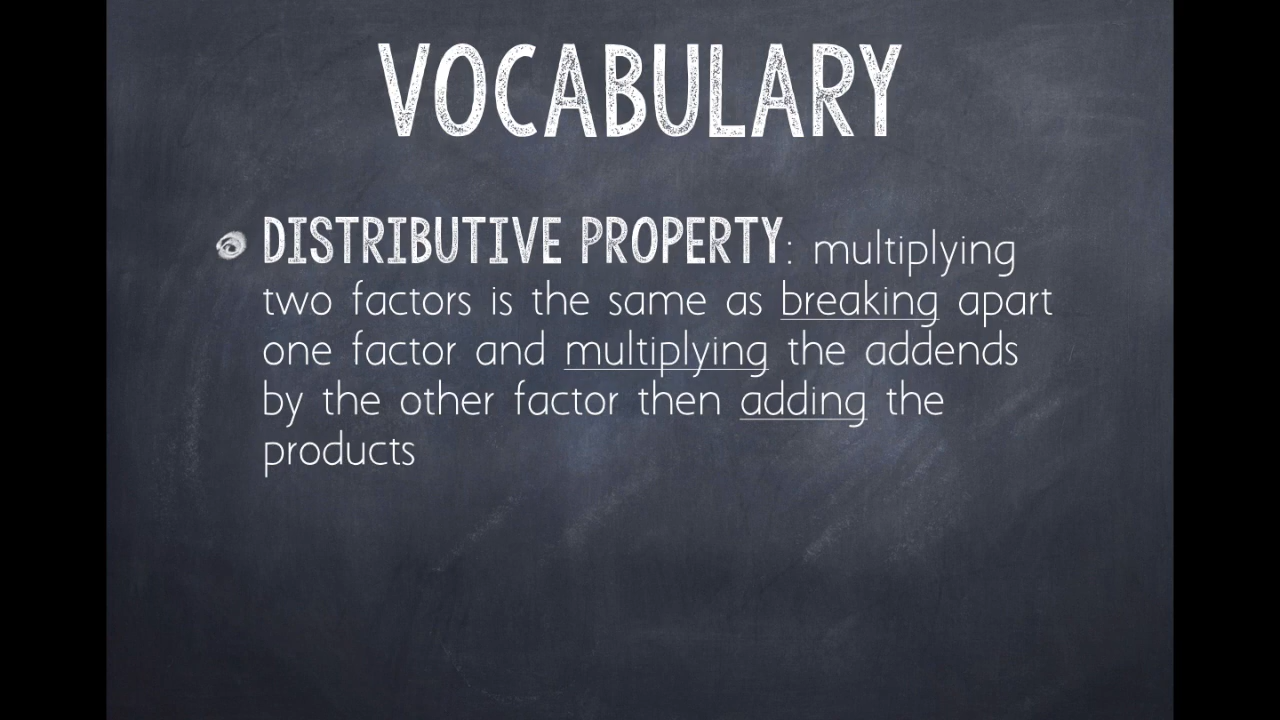 VOCABULARY
DISTRIBUTIVE PROPERTY: multiplying
two factors is the same as breaking apart
one factor and multiplying the addends
by the other factor then adding the
products